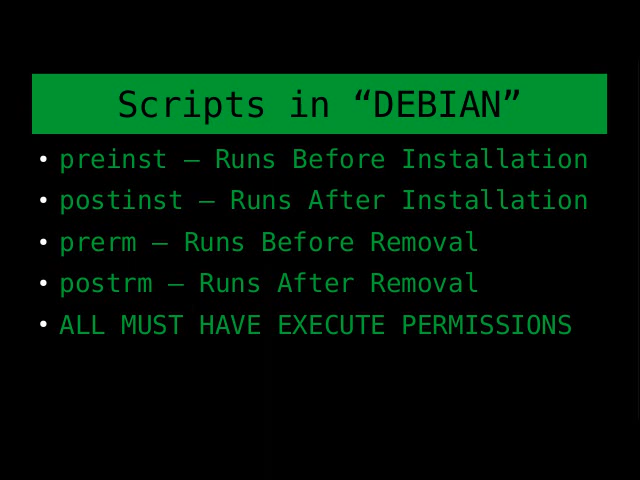 Scripts in “DEBIAN”
• preinst – Runs Before Installation
• postinst – Runs After Installation
• prerm – Runs Before Removal
• postrm – Runs After Removal
• ALL MUST HAVE EXECUTE PERMISSIONS